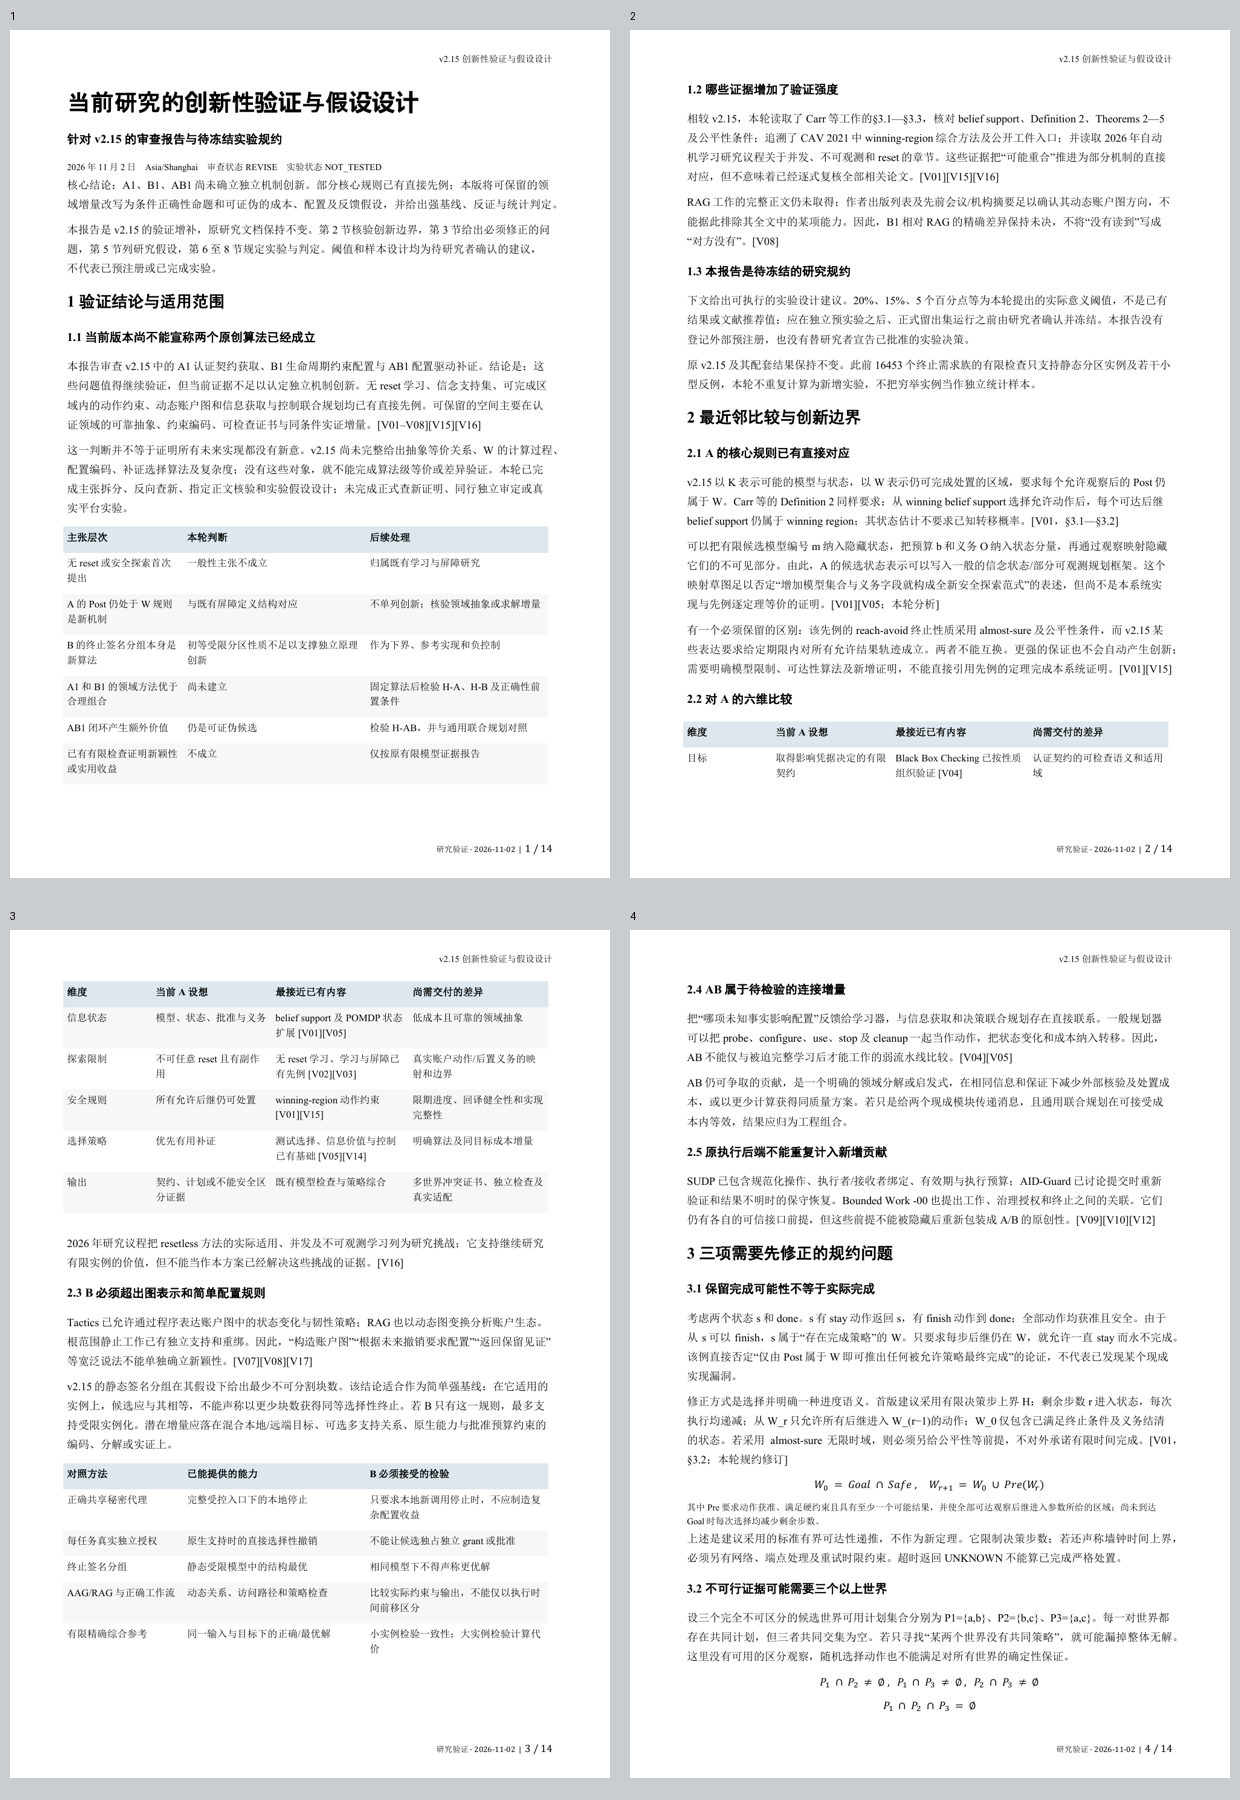 1
v2.15 创新性验证与假设设计
当前研究的创新性验证与假设设计
针对 v2.15 的审查报告与待冻结实验规约
2026 年 11 月 2 日 Asia/Shanghai 审查状态 REVISE 实验状态 NOT_TESTED
核心结论：A1、B1、AB1 尚未确立独立机制创新。部分核心规则已有直接先例；本版将可保留的领
域增量改写为条件正确性命题和可证伪的成本、配置及反馈假设，并给出强基线、反证与统计判定。
本报告是 v2.15 的验证增补，原研究文档保持不变。第 2 节核验创新边界，第 3 节给出必须修正的问
题，第 5 节列研究假设，第 6 至 8 节规定实验与判定。阈值和样本设计均为待研究者确认的建议，
不代表已预注册或已完成实验。
1 验证结论与适用范围
1.1 当前版本尚不能宣称两个原创算法已经成立
本报告审查 v2.15 中的 A1 认证契约获取、B1 生命周期约束配置与 AB1 配置驱动补证。结论是：这
些问题值得继续验证，但当前证据不足以认定独立机制创新。无 reset 学习、信念支持集、可完成区
域内的动作约束、动态账户图和信息获取与控制联合规划均已有直接先例。可保留的空间主要在认
证领域的可靠抽象、约束编码、可检查证书与同条件实证增量。[V01–V08][V15][V16]
这一判断并不等于证明所有未来实现都没有新意。v2.15 尚未完整给出抽象等价关系、W 的计算过程、
配置编码、补证选择算法及复杂度；没有这些对象，就不能完成算法级等价或差异验证。本轮已完
成主张拆分、反向查新、指定正文核验和实验假设设计；未完成正式查新证明、同行独立审定或真
实平台实验。
主张层次 本轮判断 后续处理
无 reset 或安全探索首次 一般性主张不成立 归属既有学习与屏障研究
提出
A 的 Post 仍处于 W 规则 与既有屏障定义结构对应 不单列创新；核验领域抽象或求解增量
是新机制
B 的终止签名分组本身是 初等受限分区性质不足以支撑独立原理 作为下界、参考实现和负控制
新算法 创新
A1 和 B1 的领域方法优于 尚未建立 固定算法后检验 H-A、H-B 及正确性前
合理组合 置条件
AB1 闭环产生额外价值 仍是可证伪候选 检验 H-AB，并与通用联合规划对照
已有有限检查证明新颖性 不成立 仅按原有限模型证据报告
或实用收益
研究验证 · 2026-11-02 | 1 / 14
2
v2.15 创新性验证与假设设计
1.2 哪些证据增加了验证强度
相较 v2.15，本轮读取了 Carr 等工作的§3.1—§3.3，核对 belief support、Definition 2、Theorems 2—5
及公平性条件；追溯了 CAV 2021 中 winning-region 综合方法及公开工件入口；并读取 2026 年自动
机学习研究议程关于并发、不可观测和 reset 的章节。这些证据把“可能重合”推进为部分机制的直接
对应，但不意味着已经逐式复核全部相关论文。[V01][V15][V16]
RAG 工作的完整正文仍未取得；作者出版列表及先前会议/机构摘要足以确认其动态账户图方向，不
能据此排除其全文中的某项能力。因此，B1 相对 RAG 的精确差异保持未决，不将“没有读到”写成
“对方没有”。[V08]
1.3 本报告是待冻结的研究规约
下文给出可执行的实验设计建议。20%、15%、5 个百分点等为本轮提出的实际意义阈值，不是已有
结果或文献推荐值；应在独立预实验之后、正式留出集运行之前由研究者确认并冻结。本报告没有
登记外部预注册，也没有替研究者宣告已批准的实验决策。
原 v2.15 及其配套结果保持不变。此前 16453 个终止需求族的有限检查只支持静态分区实例及若干小
型反例，本轮不重复计算为新增实验，不把穷举实例当作独立统计样本。
2 最近邻比较与创新边界
2.1 A 的核心规则已有直接对应
v2.15 以 K 表示可能的模型与状态，以 W 表示仍可完成处置的区域，要求每个允许观察后的 Post 仍
属于 W。Carr 等的 Definition 2 同样要求：从 winning belief support 选择允许动作后，每个可达后继
belief support 仍属于 winning region；其状态估计不要求已知转移概率。[V01，§3.1—§3.2]
可以把有限候选模型编号 m 纳入隐藏状态，把预算 b 和义务 O 纳入状态分量，再通过观察映射隐藏
它们的不可见部分。由此，A 的候选状态表示可以写入一般的信念状态/部分可观测规划框架。这个
映射草图足以否定“增加模型集合与义务字段就构成全新安全探索范式”的表述，但尚不是本系统实
现与先例逐定理等价的证明。[V01][V05；本轮分析]
有一个必须保留的区别：该先例的 reach-avoid 终止性质采用 almost-sure 及公平性条件，而 v2.15 某
些表达要求给定期限内对所有允许结果轨迹成立。两者不能互换。更强的保证也不会自动产生创新；
需要明确模型限制、可达性算法及新增证明，不能直接引用先例的定理完成本系统证明。[V01][V15]
2.2 对 A 的六维比较
维度 当前 A 设想 最接近已有内容 尚需交付的差异
目标 取得影响凭据决定的有限 Black Box Checking 已按性质 认证契约的可检查语义和适用
契约 组织验证 [V04] 域
研究验证 · 2026-11-02 | 2 / 14
3
v2.15 创新性验证与假设设计
维度 当前 A 设想 最接近已有内容 尚需交付的差异
信息状态 模型、状态、批准与义务 belief support 及 POMDP 状态 低成本且可靠的领域抽象
扩展 [V01][V05]
探索限制 不可任意 reset 且有副作 无 reset 学习、学习与屏障已 真实账户动作/后置义务的映
用 有先例 [V02][V03] 射和边界
安全规则 所有允许后继仍可处置 winning-region 动作约束 限期进度、回译健全性和实现
[V01][V15] 完整性
选择策略 优先有用补证 测试选择、信息价值与控制 明确算法及同目标成本增量
已有基础 [V05][V14]
输出 契约、计划或不能安全区 既有模型检查与策略综合 多世界冲突证书、独立检查及
分证据 真实适配
2026 年研究议程把 resetless 方法的实际适用、并发及不可观测学习列为研究挑战；它支持继续研究
有限实例的价值，但不能当作本方案已经解决这些挑战的证据。[V16]
2.3 B 必须超出图表示和简单配置规则
Tactics 已允许通过程序表达账户图中的状态变化与韧性策略；RAG 也以动态图变换分析账户生态。
根范围静止工作已有独立支持和重绑。因此，“构造账户图”“根据未来撤销要求配置”“返回保留见证”
等宽泛说法不能单独确立新颖性。[V07][V08][V17]
v2.15 的静态签名分组在其假设下给出最少不可分割块数。该结论适合作为简单强基线：在它适用的
实例上，候选应与其相等，不能声称以更少块数获得同等选择性终止。若 B 只有这一规则，最多支
持受限实例化。潜在增量应落在混合本地/远端目标、可选多支持关系、原生能力与批准预算约束的
编码、分解或实证上。
对照方法 已能提供的能力 B 必须接受的检验
正确共享秘密代理 完整受控入口下的本地停止 只要求本地新调用停止时，不应制造复
杂配置收益
每任务真实独立授权 原生支持时的直接选择性撤销 不能让候选独占独立 grant 或批准
终止签名分组 静态受限模型中的结构最优 相同模型下不得声称更优解
AAG/RAG 与正确工作流 动态关系、访问路径和策略检查 比较实际约束与输出，不能仅以执行时
间前移区分
有限精确综合参考 同一输入与目标下的正确/最优解 小实例检验一致性；大实例检验计算代
价
研究验证 · 2026-11-02 | 3 / 14
4
v2.15 创新性验证与假设设计
2.4 AB 属于待检验的连接增量
把“哪项未知事实影响配置”反馈给学习器，与信息获取和决策联合规划存在直接联系。一般规划器
可以把 probe、configure、use、stop 及 cleanup 一起当作动作，把状态变化和成本纳入转移。因此，
AB 不能仅与被迫完整学习后才能工作的弱流水线比较。[V04][V05]
AB 仍可争取的贡献，是一个明确的领域分解或启发式，在相同信息和保证下减少外部核验及处置成
本，或以更少计算获得同质量方案。若只是给两个现成模块传递消息，且通用联合规划在可接受成
本内等效，结果应归为工程组合。
2.5 原执行后端不能重复计入新增贡献
SUDP 已包含规范化操作、执行者/接收者绑定、有效期与执行预算；AID-Guard 已讨论提交时重新
验证和结果不明时的保守恢复。Bounded Work -00 也提出工作、治理授权和终止之间的关联。它们
仍有各自的可信接口前提，但这些前提不能被隐藏后重新包装成 A/B 的原创性。[V09][V10][V12]
3 三项需要先修正的规约问题
3.1 保留完成可能性不等于实际完成
考虑两个状态 s 和 done。s 有 stay 动作返回 s，有 finish 动作到 done；全部动作均获准且安全。由于
从 s 可以 finish，s 属于“存在完成策略”的 W。只要求每步后继仍在 W，就允许一直 stay 而永不完成。
该例直接否定“仅由 Post 属于 W 即可推出任何被允许策略最终完成”的论证，不代表已发现某个现成
实现漏洞。
修正方式是选择并明确一种进度语义。首版建议采用有限决策步上界 H：剩余步数 r 进入状态，每次
执行均递减；从 W_r 只允许所有后继进入 W_(r−1)的动作；W_0 仅包含已满足终止条件及义务结清
的状态。若采用 almost-sure 无限时域，则必须另给公平性等前提，不对外承诺有限时间完成。[V01，
§3.2；本轮规约修订]
W₀ = Goal ∩ Safe , Wᵣ₊₁ = W₀ ∪ Pre(Wᵣ)
其中 Pre 要求动作获准、满足硬约束且具有至少一个可能结果，并使全部可达观察后继进入参数所给的区域；尚未到达
Goal 时每次选择均减少剩余步数。
上述是建议采用的标准有界可达性递推，不作为新定理。它限制决策步数；若还声称墙钟时间上界，
必须另有网络、端点处理及重试时限约束。超时返回 UNKNOWN 不能算已完成严格处置。
3.2 不可行证据可能需要三个以上世界
设三个完全不可区分的候选世界可用计划集合分别为 P1={a,b}、P2={b,c}、P3={a,c}。每一对世界都
存在共同计划，但三者共同交集为空。若只寻找“某两个世界没有共同策略”，就可能漏掉整体无解。
这里没有可用的区分观察，随机选择动作也不能满足对所有世界的确定性保证。
P₁ ∩ P₂ ≠ ∅ , P₁ ∩ P₃ ≠ ∅ , P₂ ∩ P₃ ≠ ∅
P₁ ∩ P₂ ∩ P₃ = ∅
研究验证 · 2026-11-02 | 4 / 14